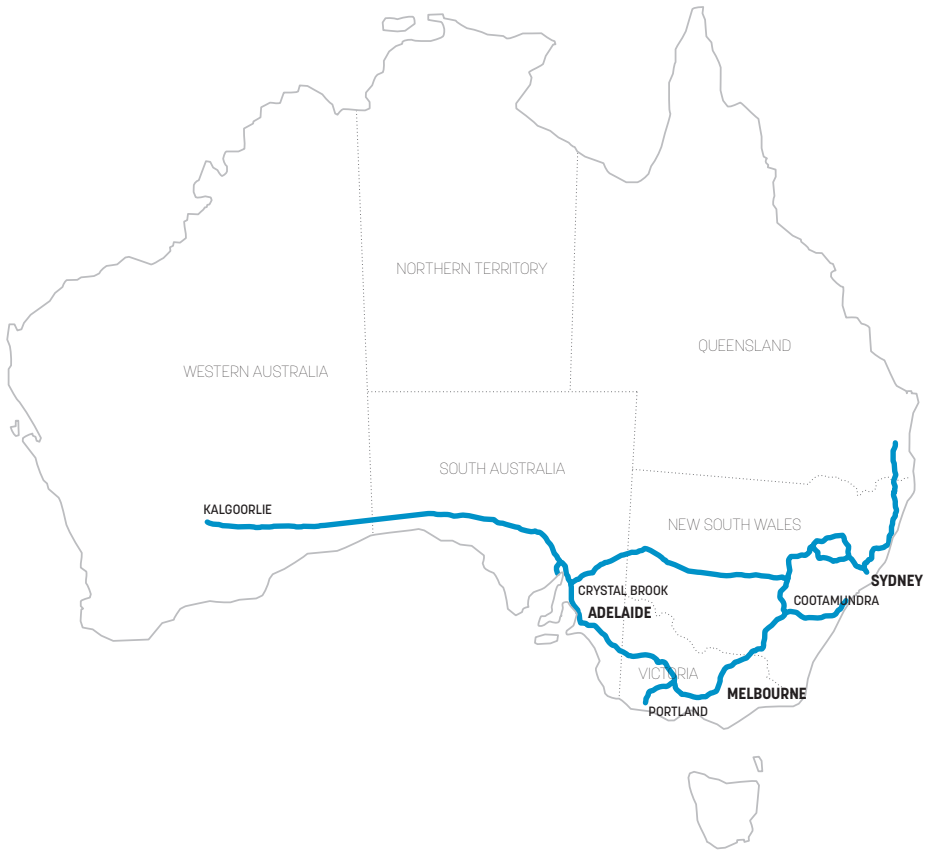 NORTHERN TERRITORY
QUEENSLAND
WESTERN AUSTRALIA
SOUTH AUSTRALIA
KALGOORLIE
NEW SOUTH WALES
SYDNEY
CRYSTAL BROOK
COOTAMUNDRA
ADELAIDE
VICTORIA
MELBOURNE
PORTLAND